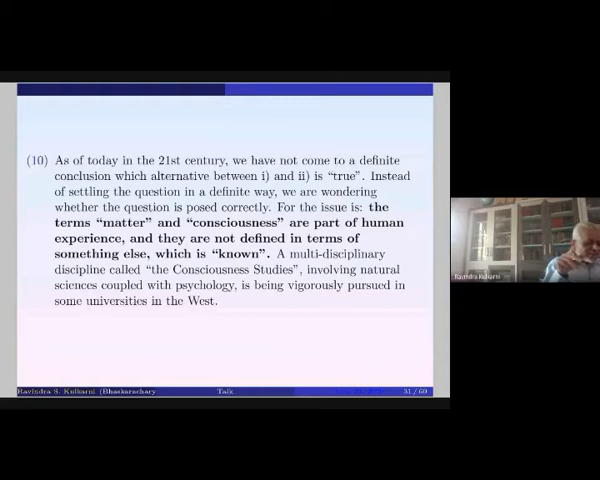 (10) As of today in the 21st century, we have not come to a definite
conclusion which alternative between i) and ii) is “true”. Instead
of settling the question in a definite way, we are wondering
whether the question is posed correctly. For the issue is: the
terms “matter” and “consciousness” are part of human
experience, and they are not defined in terms of
something else, which is “known”. A multi-disciplinary
discipline called “the Consciousness Studies”, involving natural
sciences coupled with psychology, is being vigorously pursued in
some universities in the West.
Ravindra Kulkarni
Ravindra S. Kulkarni (Bhaskaracharya Talk 31 / 60